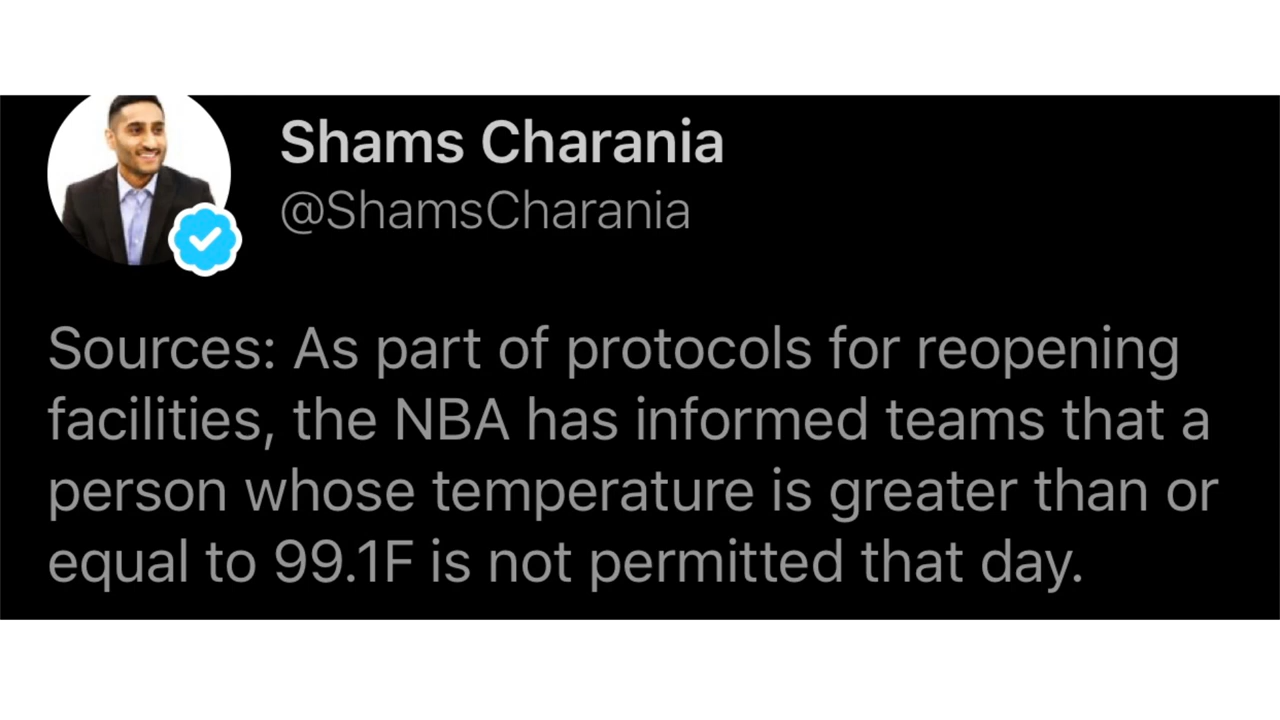 Shams Charania
@ShamsCharania
Sources: As part of protocols for reopening
facilities, the NBA has informed teams that a
person whose temperature is greater than or
equal to 99.1F is not permitted that day.